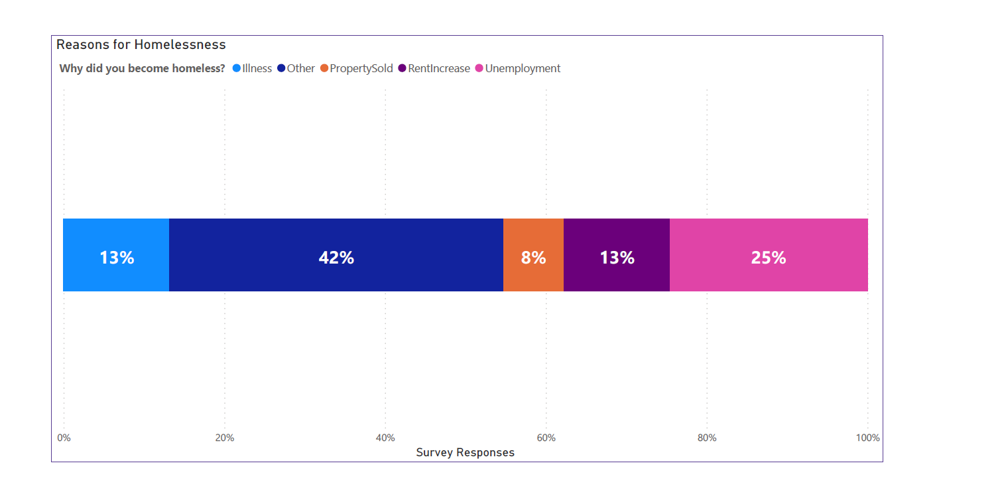 Reasons for Homelessness
Why did you become homeless? Illness Other PropertySold RentIncrease Unemployment
13% 42% 8% 13% 25%
0% 20% 40% 60% 80% 100%
Survey Responses